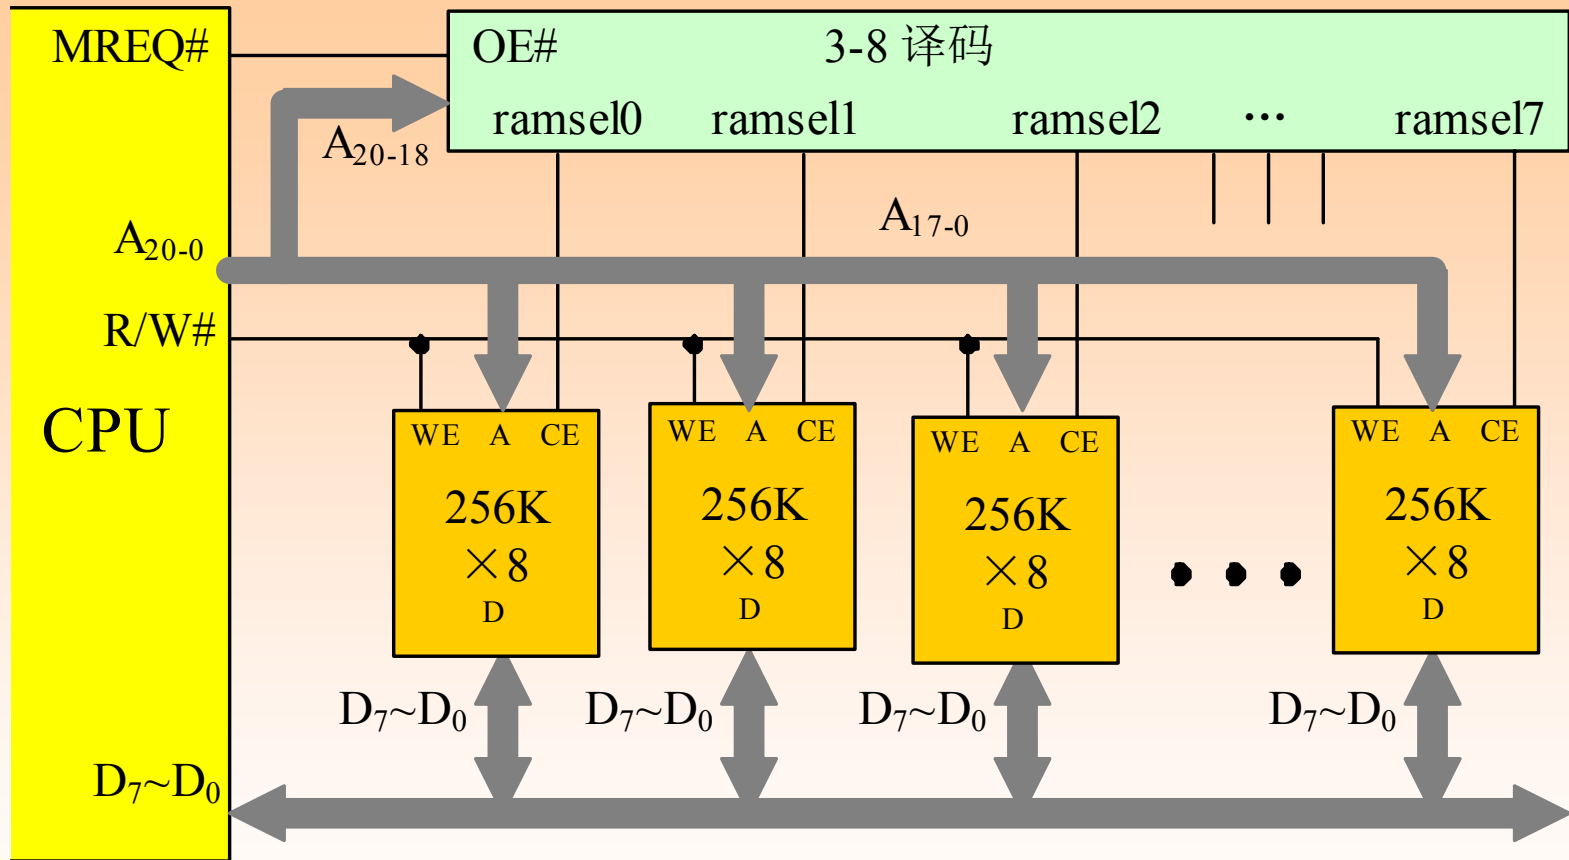 MREQ#
OE#
3-8 译码
ramsel0
ramsel1
ramsel2
...
ramsel7
A20-18
A20-0
A17-0
R/W#
CPU
WE A CE
256K
×8
D
WE A CE
256K
×8
D
WE A CE
256K
×8
D
WE A CE
256K
×8
D
D7~D0
D7~D0
D7~D0
D7~D0
D7~D0